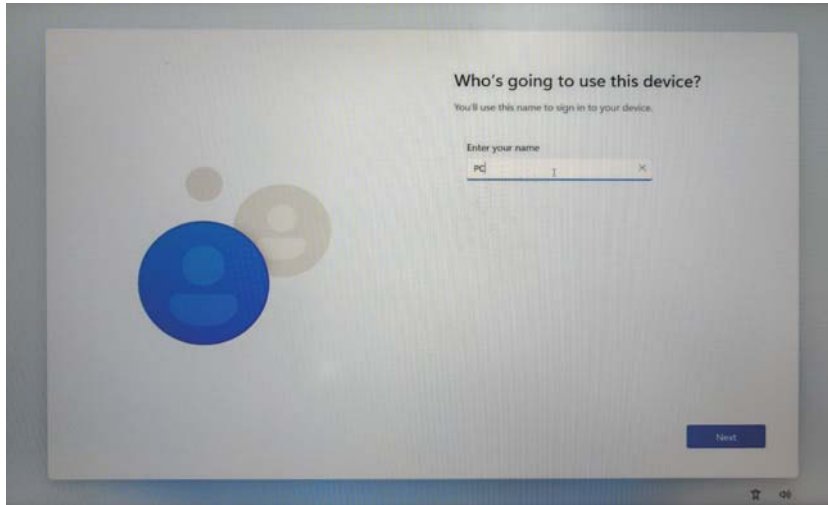 Who's going to use this device?
You'll use this name to sign in to your device.
Enter your name
PC
Next